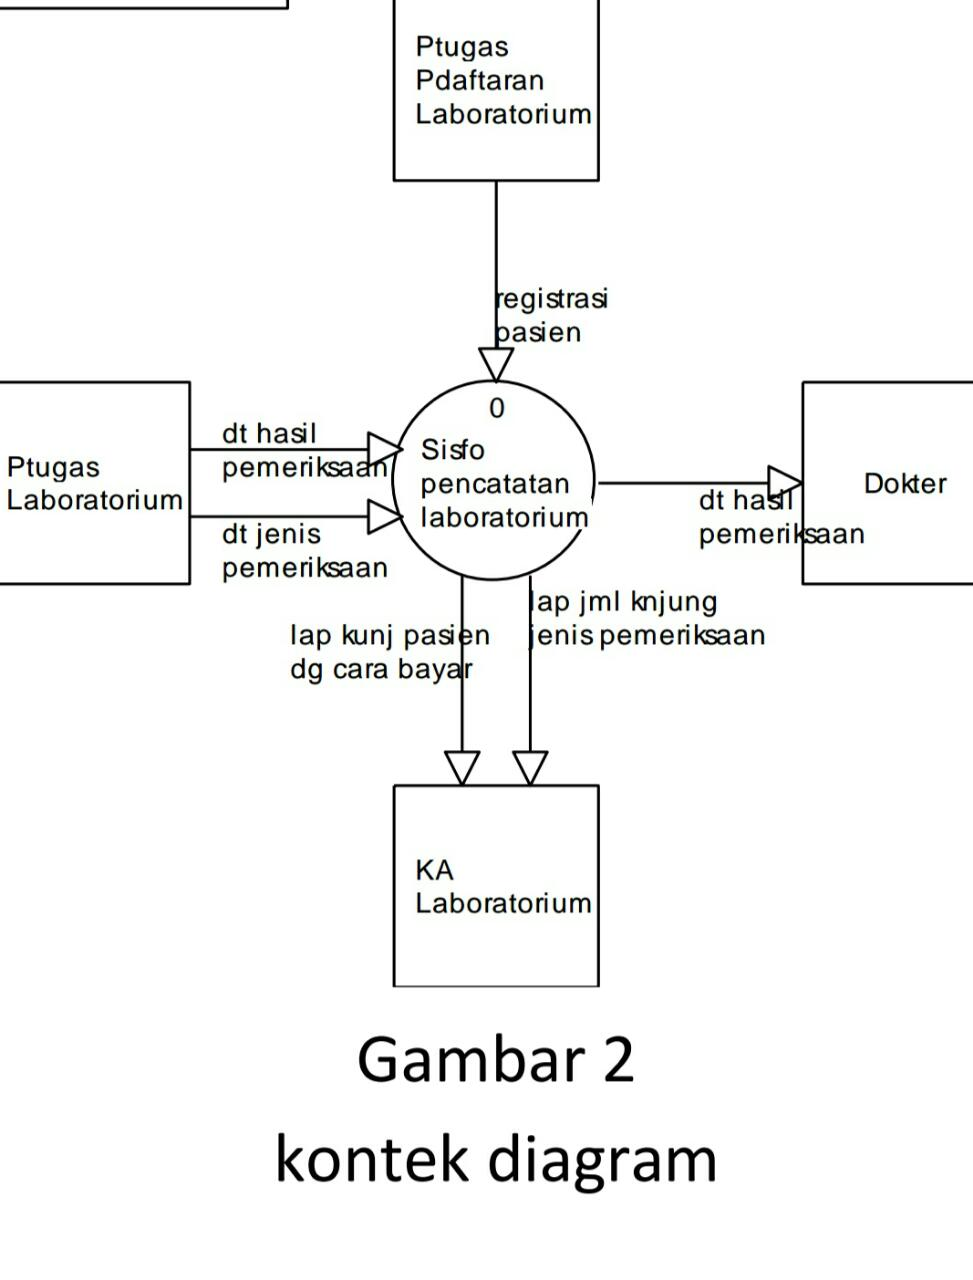 Ptugas
Pdaftaran
Laboratorium
registrasi
pasien
0
Sisfo
pencatatan
laboratorium
dt hasil
pemeriksaan
Ptugas
Laboratorium
dt jenis
pemeriksaan
Dokter
dt hasil
pemeriksaan
lap jml knjung
jenis pemeriksaan
lap kunj pasien
dg cara bayar
KA
Laboratorium
Gambar 2
kontek diagram